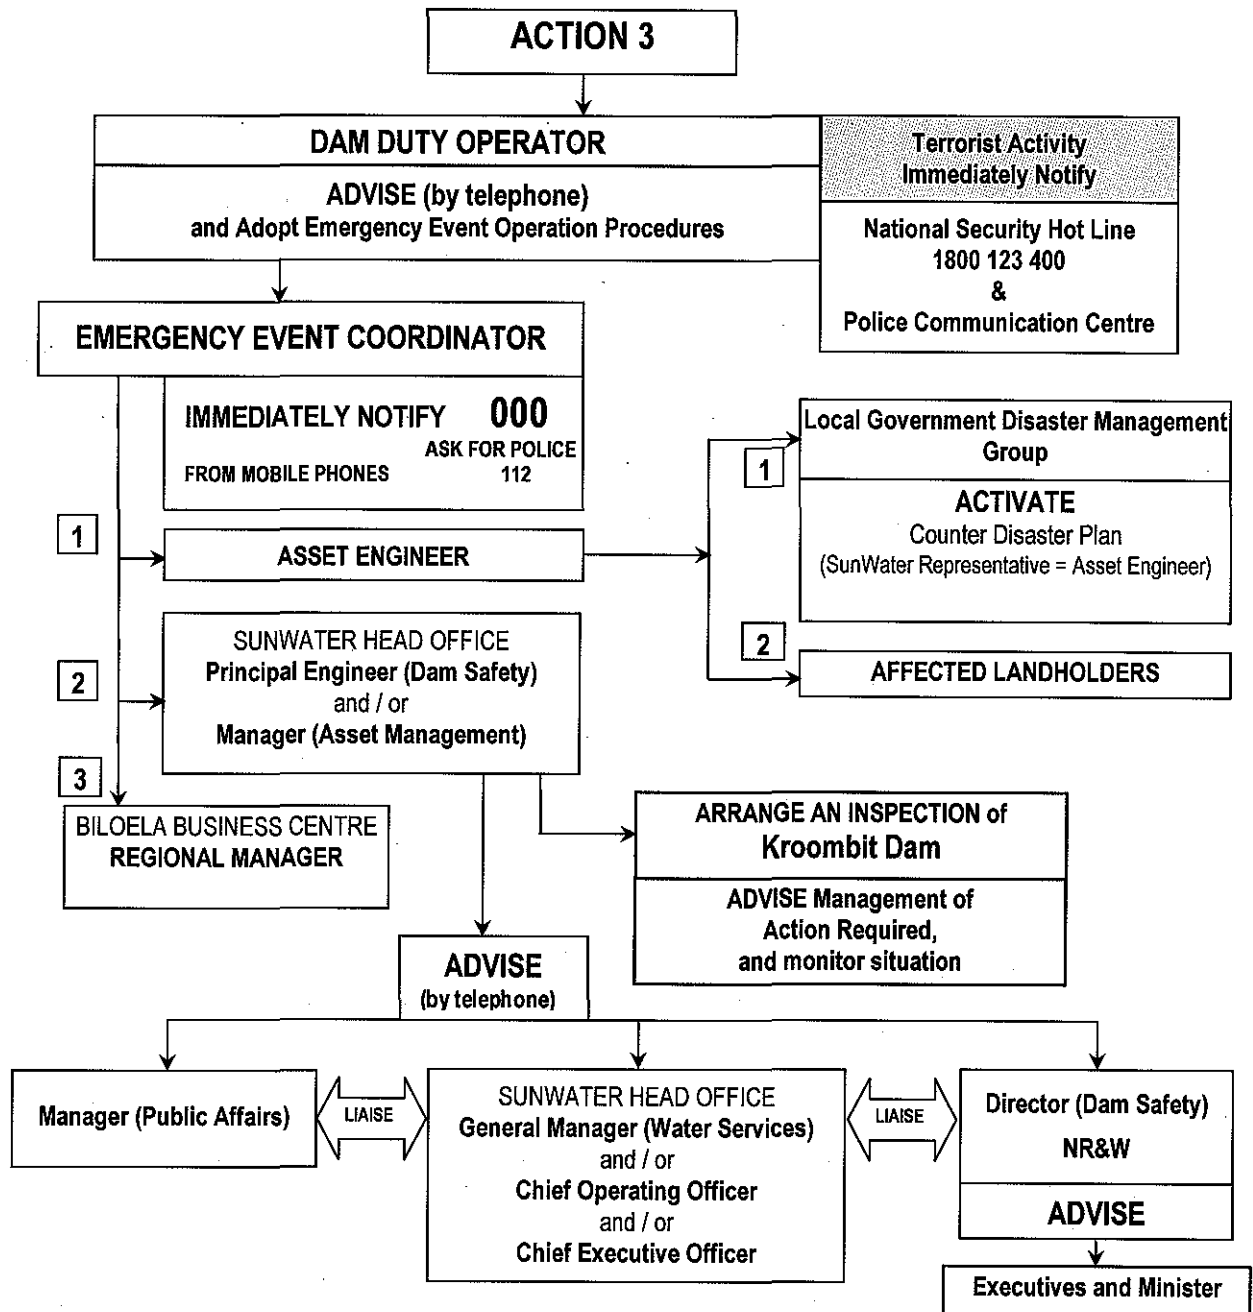 ACTION 3
DAM DUTY OPERATOR
ADVISE (by telephone)
and Adopt Emergency Event Operation Procedures
Terrorist Activity
Immediately Notify
National Security Hot Line
1800 123 400
&
Police Communication Centre
EMERGENCY EVENT COORDINATOR
IMMEDIATELY NOTIFY 000
ASK FOR POLICE
FROM MOBILE PHONES 112
1
ASSET ENGINEER
1
Local Government Disaster Management
Group
ACTIVATE
Counter Disaster Plan
(SunWater Representative = Asset Engineer)
2
AFFECTED LANDHOLDERS
2
SUNWATER HEAD OFFICE
Principal Engineer (Dam Safety)
and / or
Manager (Asset Management)
3
BILOELA BUSINESS CENTRE
REGIONAL MANAGER
ARRANGE AN INSPECTION of
Kroombit Dam
ADVISE Management of
Action Required,
and monitor situation
ADVISE
(by telephone)
Manager (Public Affairs)
LIAISE
SUNWATER HEAD OFFICE
General Manager (Water Services)
and / or
Chief Operating Officer
and / or
Chief Executive Officer
LIAISE
Director (Dam Safety)
NR&W
ADVISE
Executives and Minister